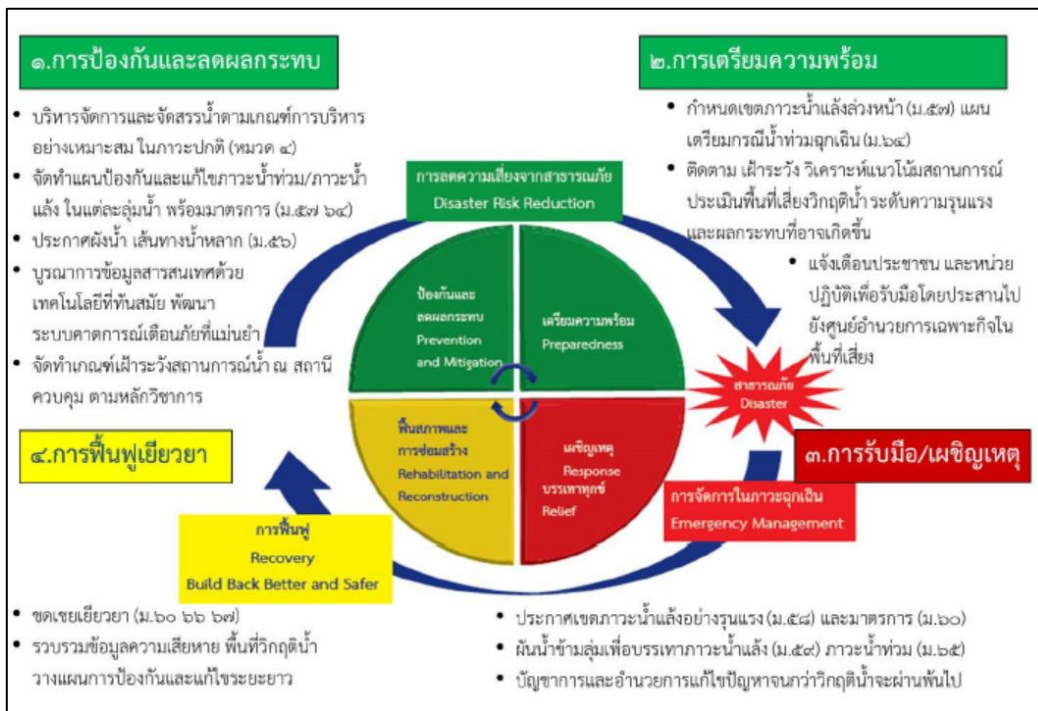 ๑.การป้องกันและลดผลกระทบ
• บริหารจัดการและจัดสรรน้ำตามเกณฑ์การบริหาร
อย่างเหมาะสม ในภาวะปกติ (หมวด ๔)
• จัดทำแผนป้องกันและแก้ไขภาวะน้ำท่วม/ภาวะน้ำ
แล้ง ในแต่ละลุ่มน้ำ พร้อมมาตรการ (ม.๕๗ ๖๔)
• ประกาศผังน้ำ เส้นทางน้ำหลาก (ม.๕๖)
• บูรณาการข้อมูลสารสนเทศด้วย
เทคโนโลยีที่ทันสมัย พัฒนา
ระบบคาดการณ์เตือนภัยที่แม่นยำ
• จัดทำเกณฑ์เฝ้าระวังสถานการณ์น้ำ ณ สถานี
ควบคุม ตามหลักวิชาการ
๒.การเตรียมความพร้อม
• กำหนดเขตภาวะน้ำแล้งล่วงหน้า (ม.๕๗) แผน
เตรียมกรณีน้ำท่วมฉุกเฉิน (ม.๖๔)
• ติดตาม เฝ้าระวัง วิเคราะห์แนวโน้มสถานการณ์
ประเมินพื้นที่เสี่ยงวิกฤติน้ำ ระดับความรุนแรง
และผลกระทบที่อาจเกิดขึ้น
• แจ้งเตือนประชาชน และหน่วย
ปฏิบัติเพื่อรับมือโดยประสานไป
ยังศูนย์อำนวยการเฉพาะกิจใน
พื้นที่เสี่ยง
การลดความเสี่ยงจากสาธารณภัย
Disaster Risk Reduction
ป้องกันและ
ลดผลกระทบ
Prevention
and Mitigation
เตรียมความพร้อม
Preparedness
สาธารณภัย
Disaster
ฟื้นสภาพและ
การซ่อมสร้าง
Rehabilitation and
Reconstruction
เผชิญเหตุ
Response
บรรเทาทุกข์
Relief
๓.การรับมือ/เผชิญเหตุ
การจัดการในภาวะฉุกเฉิน
Emergency Management
• ประกาศเขตภาวะน้ำแล้งอย่างรุนแรง (ม.๕๘) และมาตรการ (ม.๖๐)
• ผันน้ำข้ามลุ่มเพื่อบรรเทาภาวะน้ำแล้ง (ม.๕๙) ภาวะน้ำท่วม (ม.๖๕)
• บัญชาการและอำนวยการแก้ไขปัญหาจนกว่าวิกฤติน้ำจะผ่านพ้นไป
๔.การฟื้นฟูเยียวยา
การฟื้นฟู
Recovery
Build Back Better and Safer
• ชดเชยเยียวยา (ม.๖๐ ๖๖ ๖๗)
• รวบรวมข้อมูลความเสียหาย พื้นที่วิกฤติน้ำ
วางแผนการป้องกันและแก้ไขระยะยาว